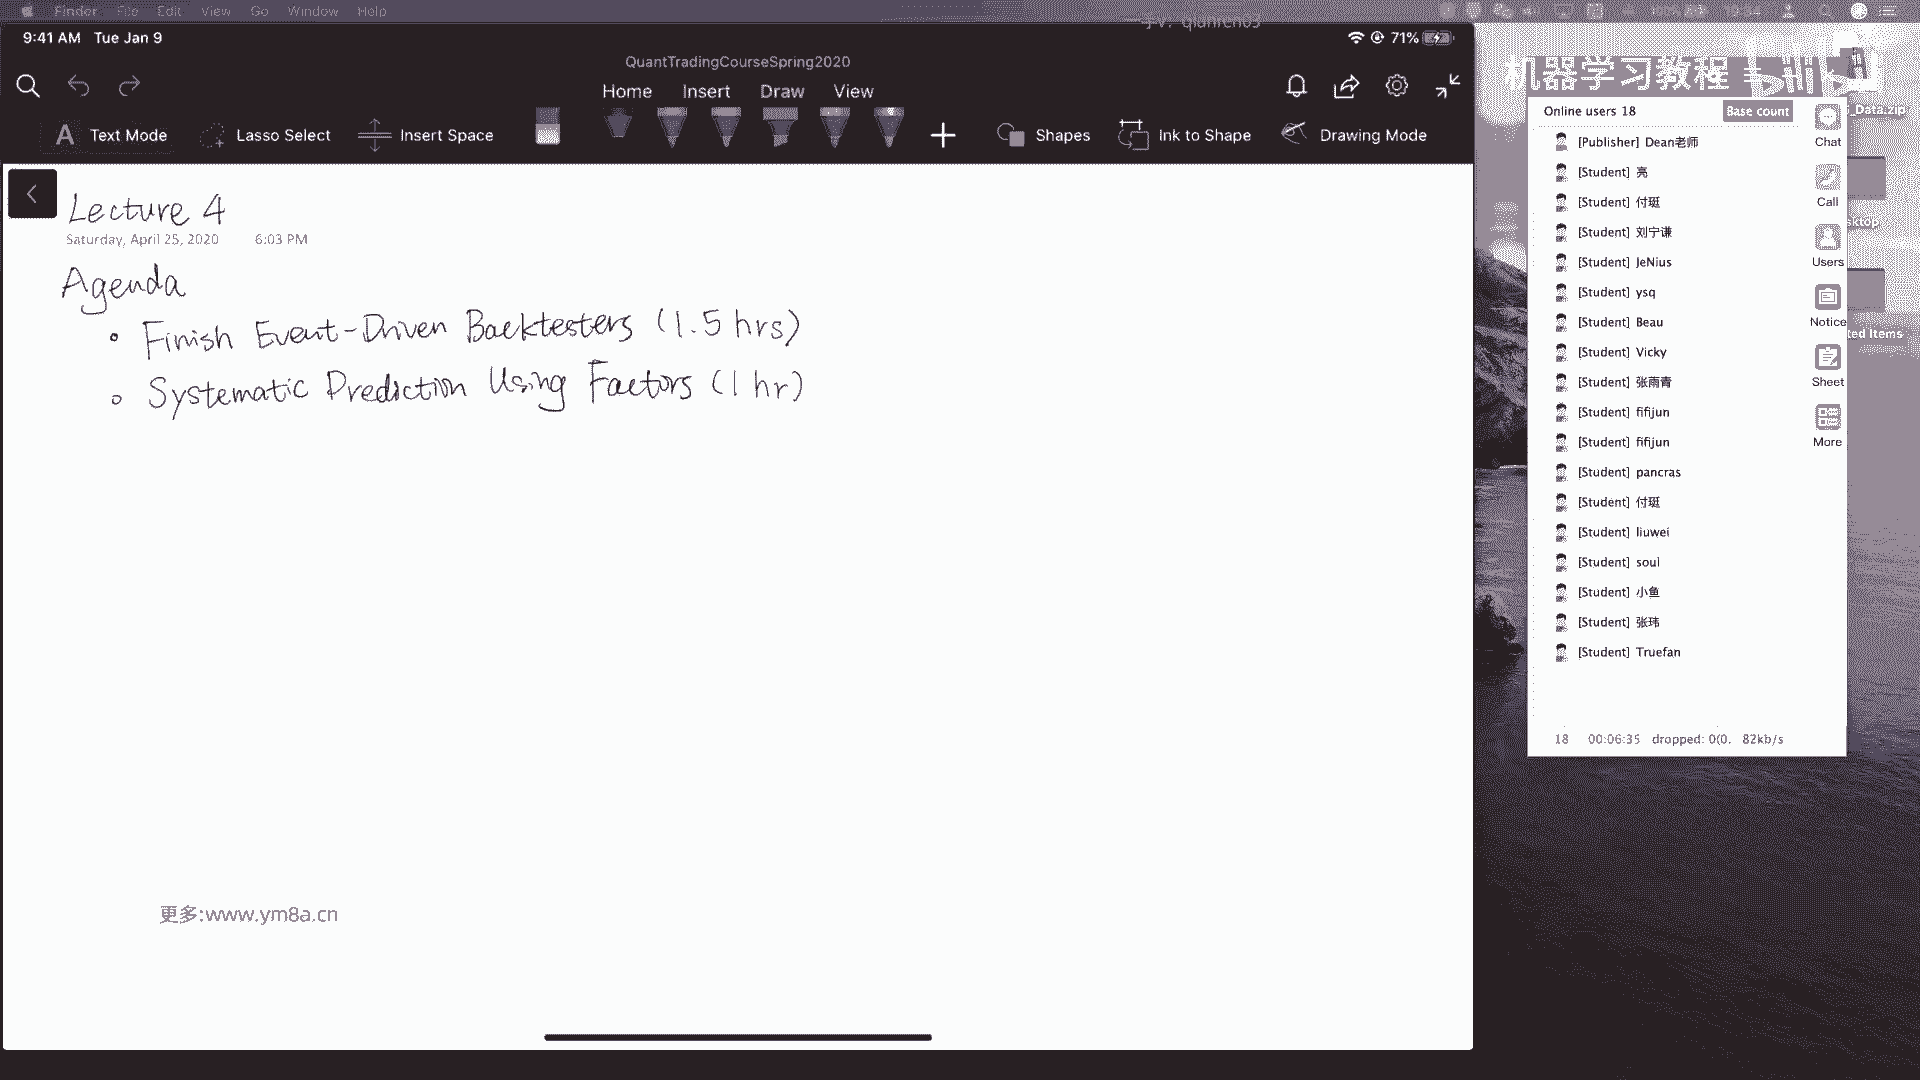 Finder File Edit View Go Window Help
9:41 AM Tue Jan 9
71%
QuantTradingCourseSpring2020
Home Insert Draw View
Text Mode Lasso Select Insert Space Shapes Ink to Shape Drawing Mode
Lecture 4
Saturday, April 25, 2020 6:03 PM
Agenda
Finish Event-Driven Backtesters (1.5 hrs)
Systematic Prediction Using Factors (1 hr)
更多:www.ym8a.cn
机器学习教程
bilibili
_Data.zip
sktop
ted Items
Online users 18 Base count
[Publisher] Dean老师
[Student] 亮
[Student] 付珽
[Student] 刘宁谦
[Student] JeNius
[Student] ysq
[Student] Beau
[Student] Vicky
[Student] 张雨青
[Student] fifijun
[Student] fifijun
[Student] pancras
[Student] 付珽
[Student] liuwei
[Student] soul
[Student] 小鱼
[Student] 张玮
[Student] Truefan
Chat
Call
Users
Notice
Sheet
More
18 00:06:35 dropped: 0(0. 82kb/s